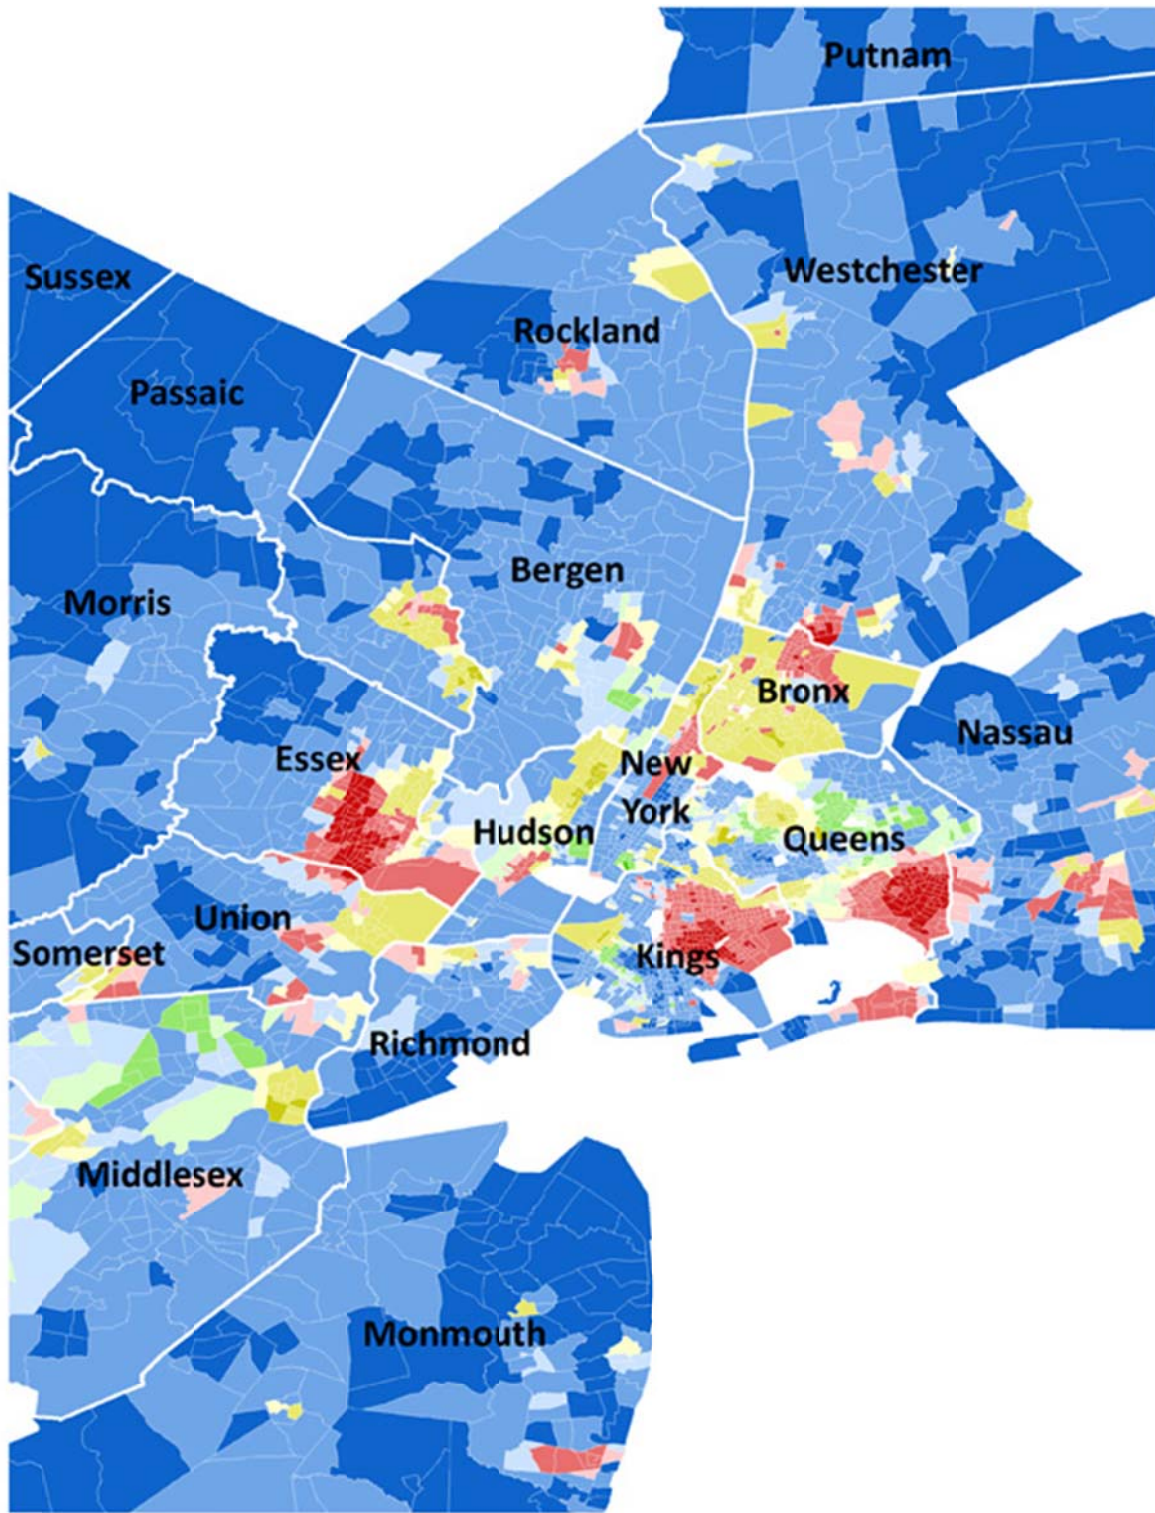 Putnam
Sussex
Westchester
Rockland
Passaic
Bergen
Morris
Bronx
Nassau
Essex
New
York
Hudson
Queens
Union
Somerset
Kings
Richmond
Middlesex
Monmouth